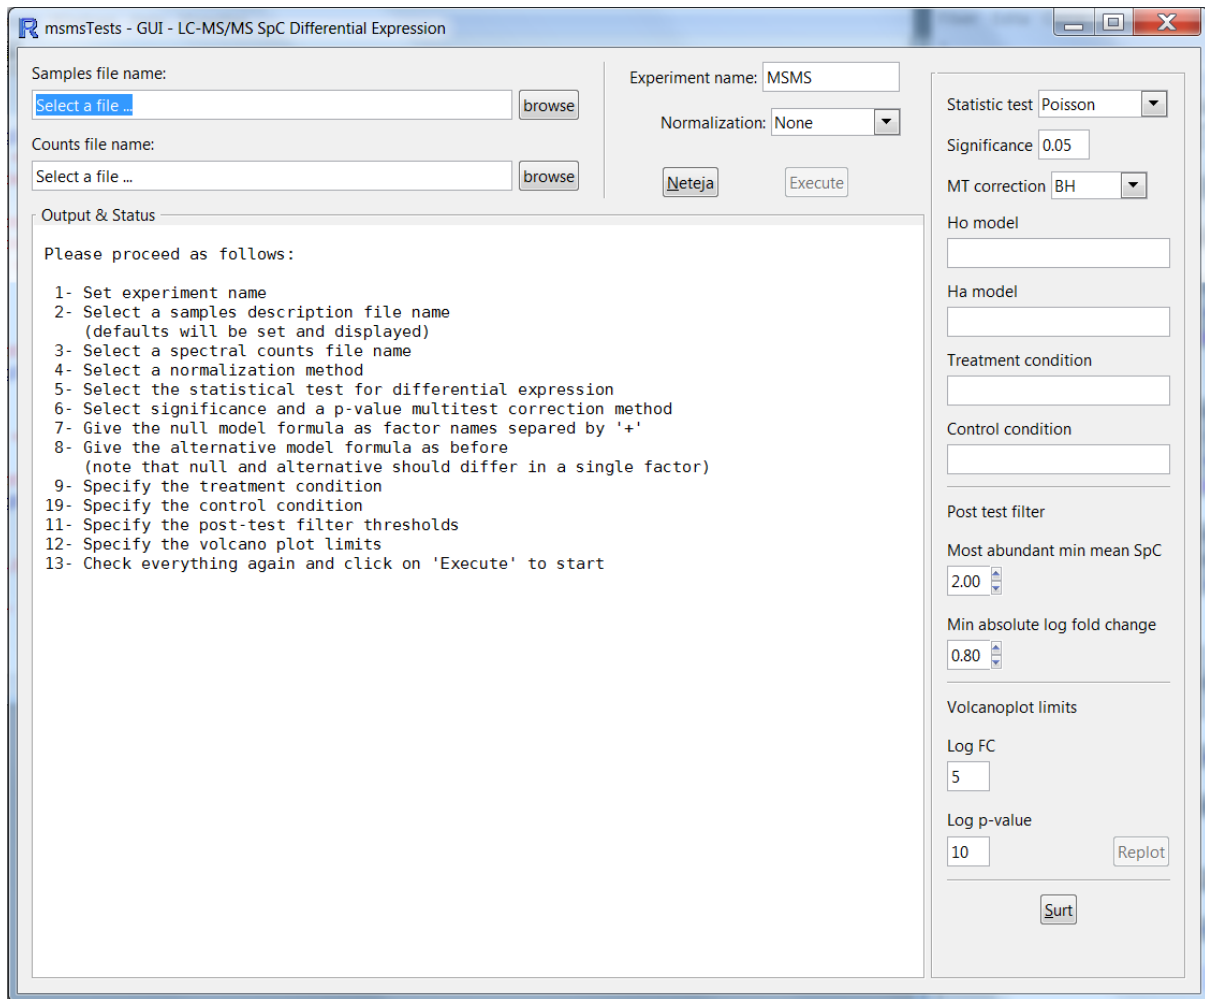 msmsTests - GUI - LC-MS/MS SpC Differential Expression
Samples file name:
Select a file ...
browse
Counts file name:
Select a file ...
browse
Experiment name: MSMS
Normalization: None
Neteja
Execute
Output & Status
Please proceed as follows:
1- Set experiment name
2- Select a samples description file name
(defaults will be set and displayed)
3- Select a spectral counts file name
4- Select a normalization method
5- Select the statistical test for differential expression
6- Select significance and a p-value multitest correction method
7- Give the null model formula as factor names separed by '+'
8- Give the alternative model formula as before
(note that null and alternative should differ in a single factor)
9- Specify the treatment condition
19- Specify the control condition
11- Specify the post-test filter thresholds
12- Specify the volcano plot limits
13- Check everything again and click on 'Execute' to start
Statistic test Poisson
Significance 0.05
MT correction BH
Ho model
Ha model
Treatment condition
Control condition
Post test filter
Most abundant min mean SpC
2.00
Min absolute log fold change
0.80
Volcanoplot limits
Log FC
5
Log p-value
10
Replot
Surt